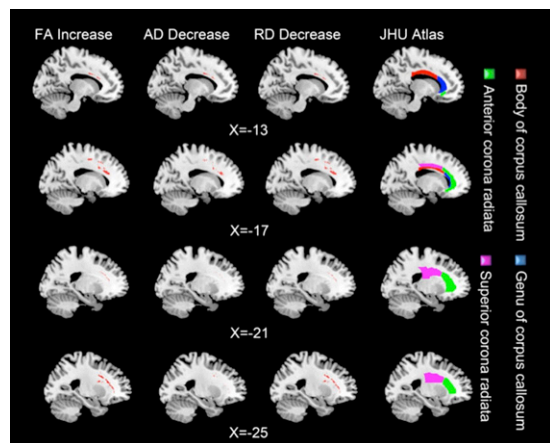 FA Increase
AD Decrease
RD Decrease
JHU Atlas
X=-13
X=-17
X=-21
X=-25
Body of corpus callosum
Anterior corona radiata
Genu of corpus callosum
Superior corona radiata